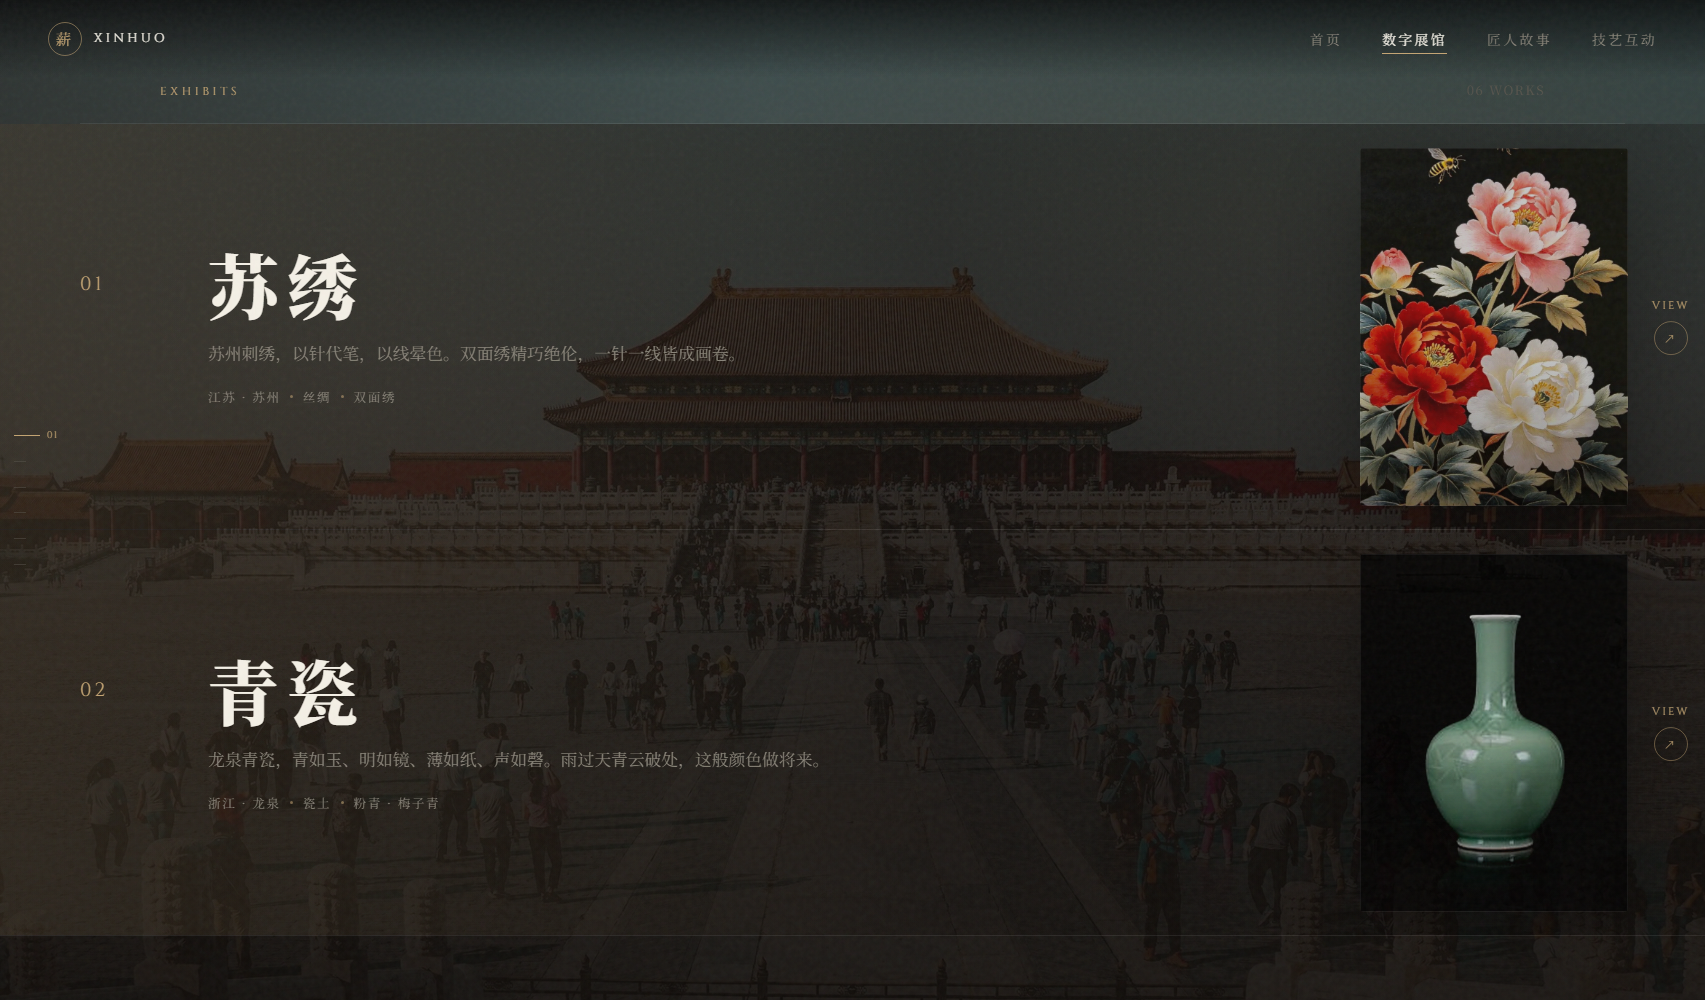 薪 XINHUO
首页 数字展馆 匠人故事 技艺互动
EXHIBITS
06 WORKS
01
苏绣
苏州刺绣，以针代笔，以线晕色。双面绣精巧绝伦，一针一线皆成画卷。
江苏 · 苏州 • 丝绸 • 双面绣
VIEW
↗
01
02
青瓷
龙泉青瓷，青如玉、明如镜、薄如纸、声如磬。雨过天青云破处，这般颜色做将来。
浙江 · 龙泉 • 瓷土 • 粉青 · 梅子青
VIEW
↗